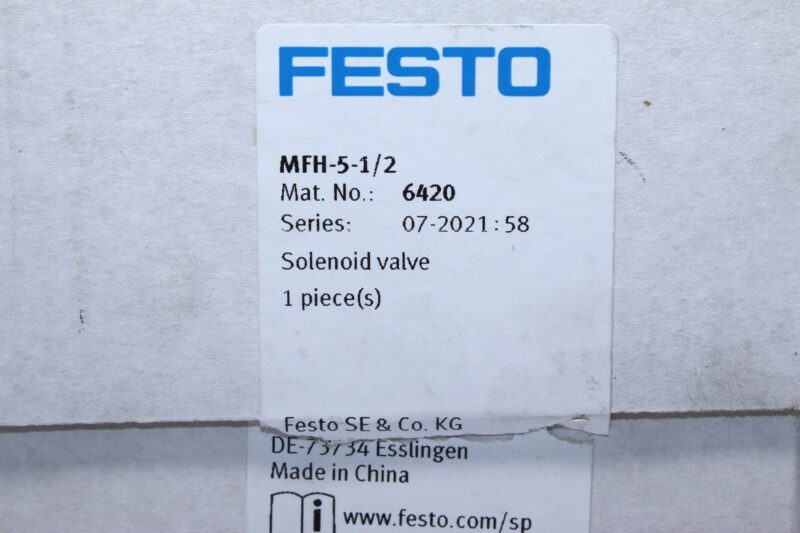 FESTO
MFH-5-1/2
Mat. No.: 6420
Series: 07-2021:58
Solenoid valve
1 piece(s)
Festo SE & Co. KG
DE-73734 Esslingen
Made in China
i www.festo.com/sp